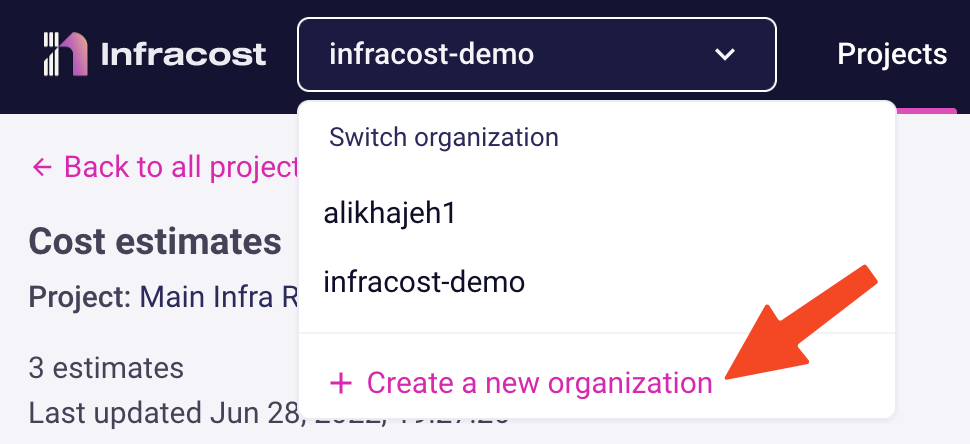 Infracost
infracost-demo
Projects
Switch organization
← Back to all project
alikhajeh1
Cost estimates
infracost-demo
Project: Main Infra R
3 estimates
+ Create a new organization
Last updated Jun 28, 2022,